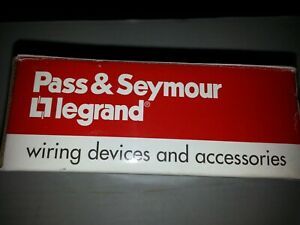 Pass & Seymour
legrand®
wiring devices and accessories